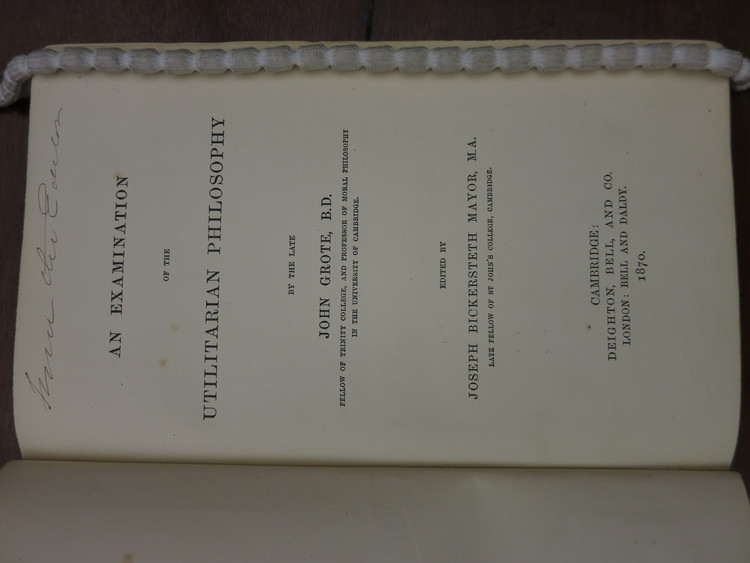 from the Editor
AN EXAMINATION
OF THE
UTILITARIAN PHILOSOPHY
BY THE LATE
JOHN GROTE, B.D.
FELLOW OF TRINITY COLLEGE, AND PROFESSOR OF MORAL PHILOSOPHY
IN THE UNIVERSITY OF CAMBRIDGE.
EDITED BY
JOSEPH BICKERSTETH MAYOR, M.A.
LATE FELLOW OF ST JOHN'S COLLEGE, CAMBRIDGE.
CAMBRIDGE:
DEIGHTON, BELL, AND CO.
LONDON: BELL AND DALDY.
1870.